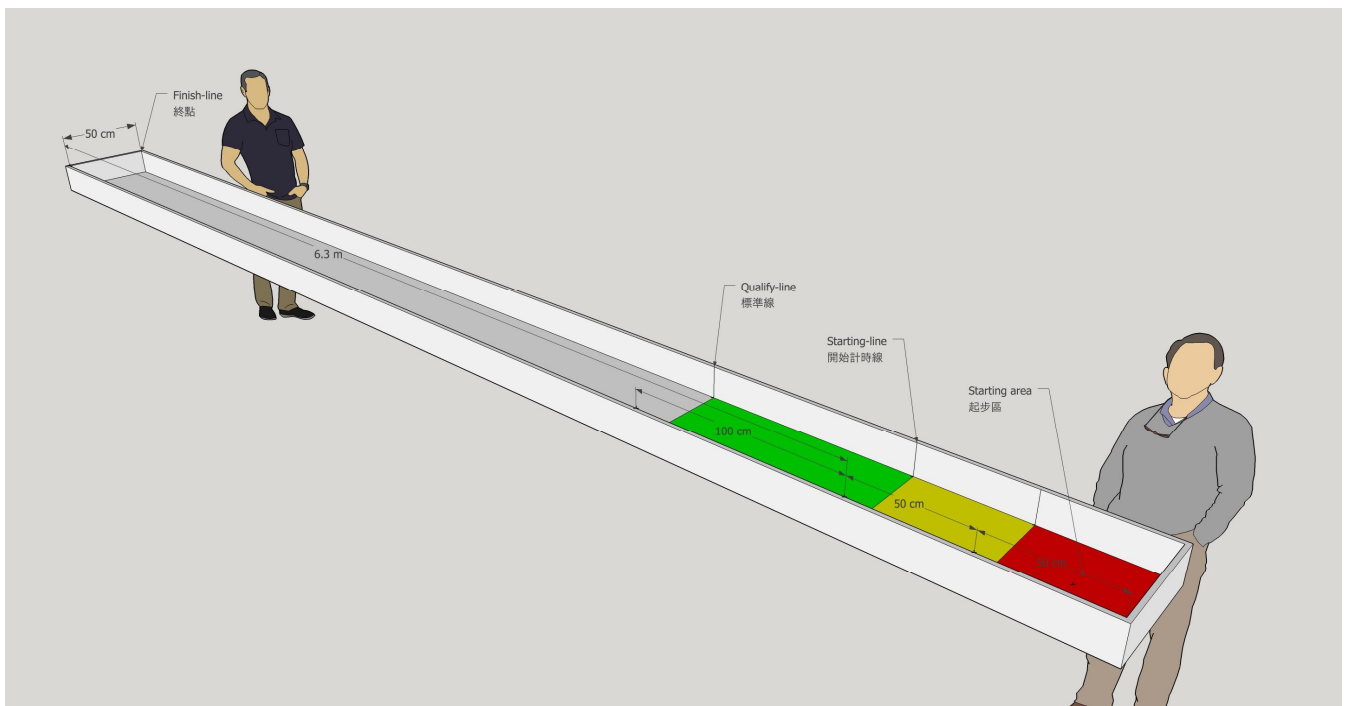 Finish-line
終點
50 cm
6.3 m
Qualify-line
標準線
Starting-line
開始計時線
Starting area
起步區
100 cm
50 cm
50 cm